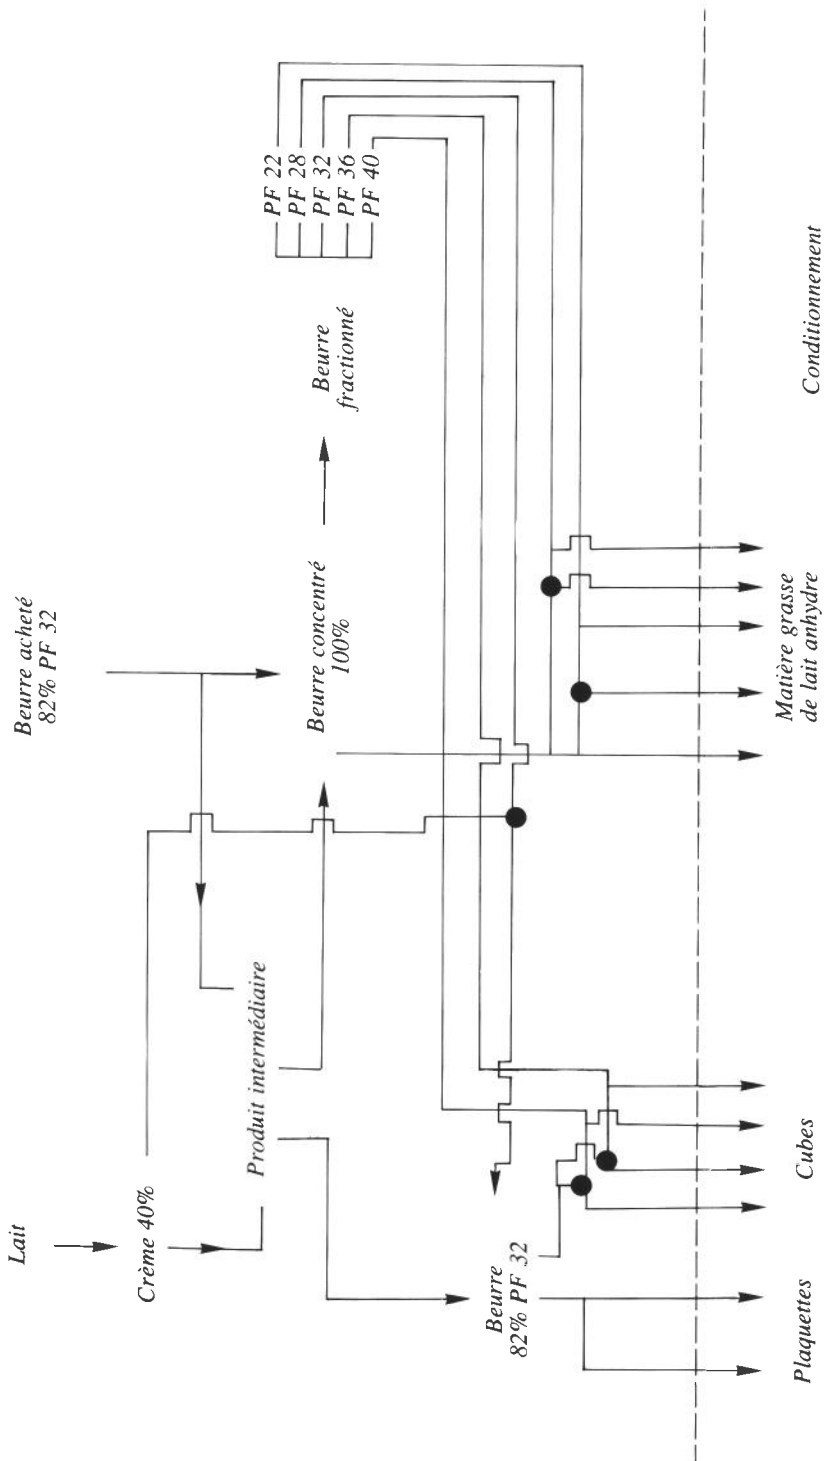 Lait
Beurre acheté
82% PF 32
Crème 40%
Produit intermédiaire
Beurre concentré
100%
Beurre
fractionné
PF 22
PF 28
PF 32
PF 36
PF 40
Beurre
82% PF 32
Plaquettes
Cubes
Matière grasse
de lait anhydre
Conditionnement